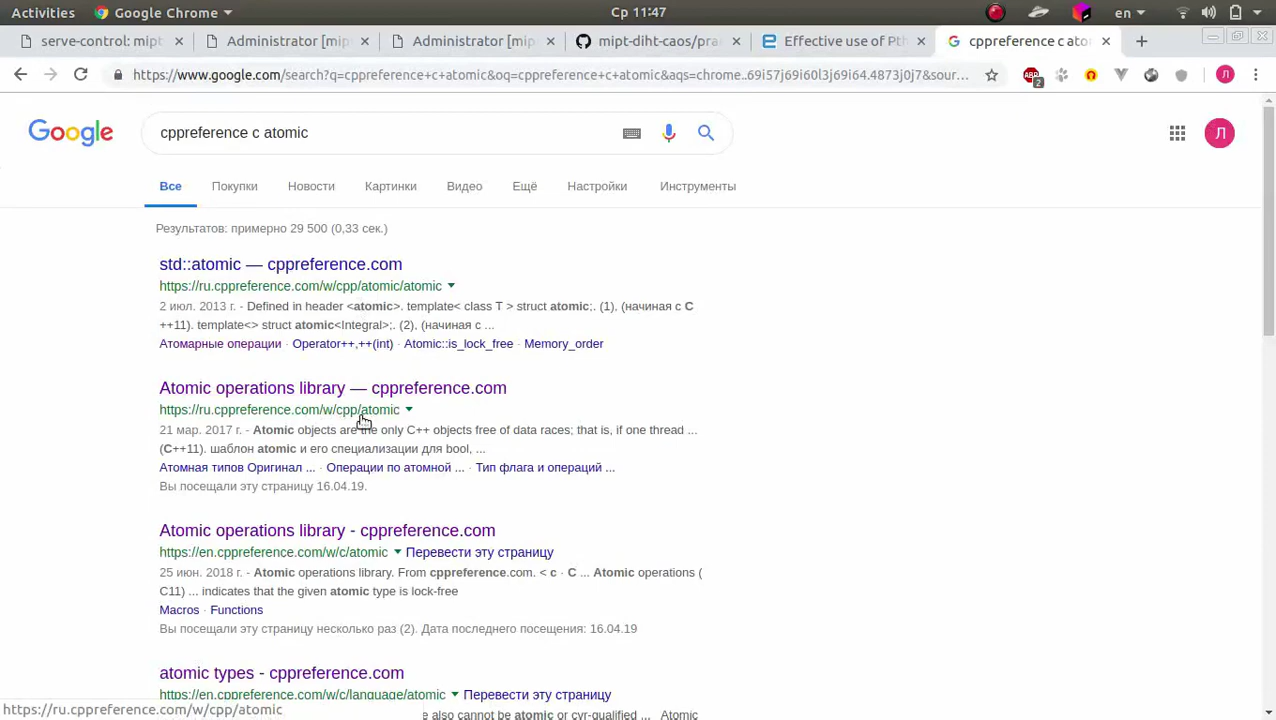 Activities Google Chrome Ср 11:47 en
serve-control: mipt Administrator [mip Administrator [mip mipt-diht-caos/pra Effective use of Pth cppreference c ato
https://www.google.com/search?q=cppreference+c+atomic&oq=cppreference+c+atomic&aqs=chrome..69i57j69i60l3j69i64.4873j0j7&sour... 2 Л
Google cppreference c atomic Л
Все Покупки Новости Картинки Видео Ещё Настройки Инструменты
Результатов: примерно 29 500 (0,33 сек.)
std::atomic — cppreference.com
https://ru.cppreference.com/w/cpp/atomic/atomic
2 июл. 2013 г. - Defined in header <atomic>. template< class T > struct atomic;. (1), (начиная с C
++11). template<> struct atomic<Integral>;. (2), (начиная с ...
Атомарные операции · Operator++,++(int) · Atomic::is_lock_free · Memory_order
Atomic operations library — cppreference.com
https://ru.cppreference.com/w/cpp/atomic
21 мар. 2017 г. - Atomic objects are the only C++ objects free of data races; that is, if one thread ...
(C++11). шаблон atomic и его специализации для bool, ...
Атомная типов Оригинал ... · Операции по атомной ... · Тип флага и операций ...
Вы посещали эту страницу 16.04.19.
Atomic operations library - cppreference.com
https://en.cppreference.com/w/c/atomic Перевести эту страницу
25 июн. 2018 г. - Atomic operations library. From cppreference.com. < c · C ... Atomic operations (
C11) ... indicates that the given atomic type is lock-free
Macros · Functions
Вы посещали эту страницу несколько раз (2). Дата последнего посещения: 16.04.19
atomic types - cppreference.com
https://en.cppreference.com/w/c/language/atomic Перевести эту страницу
https://ru.cppreference.com/w/cpp/atomic
e also cannot be atomic or cvr-qualified ... Atomic